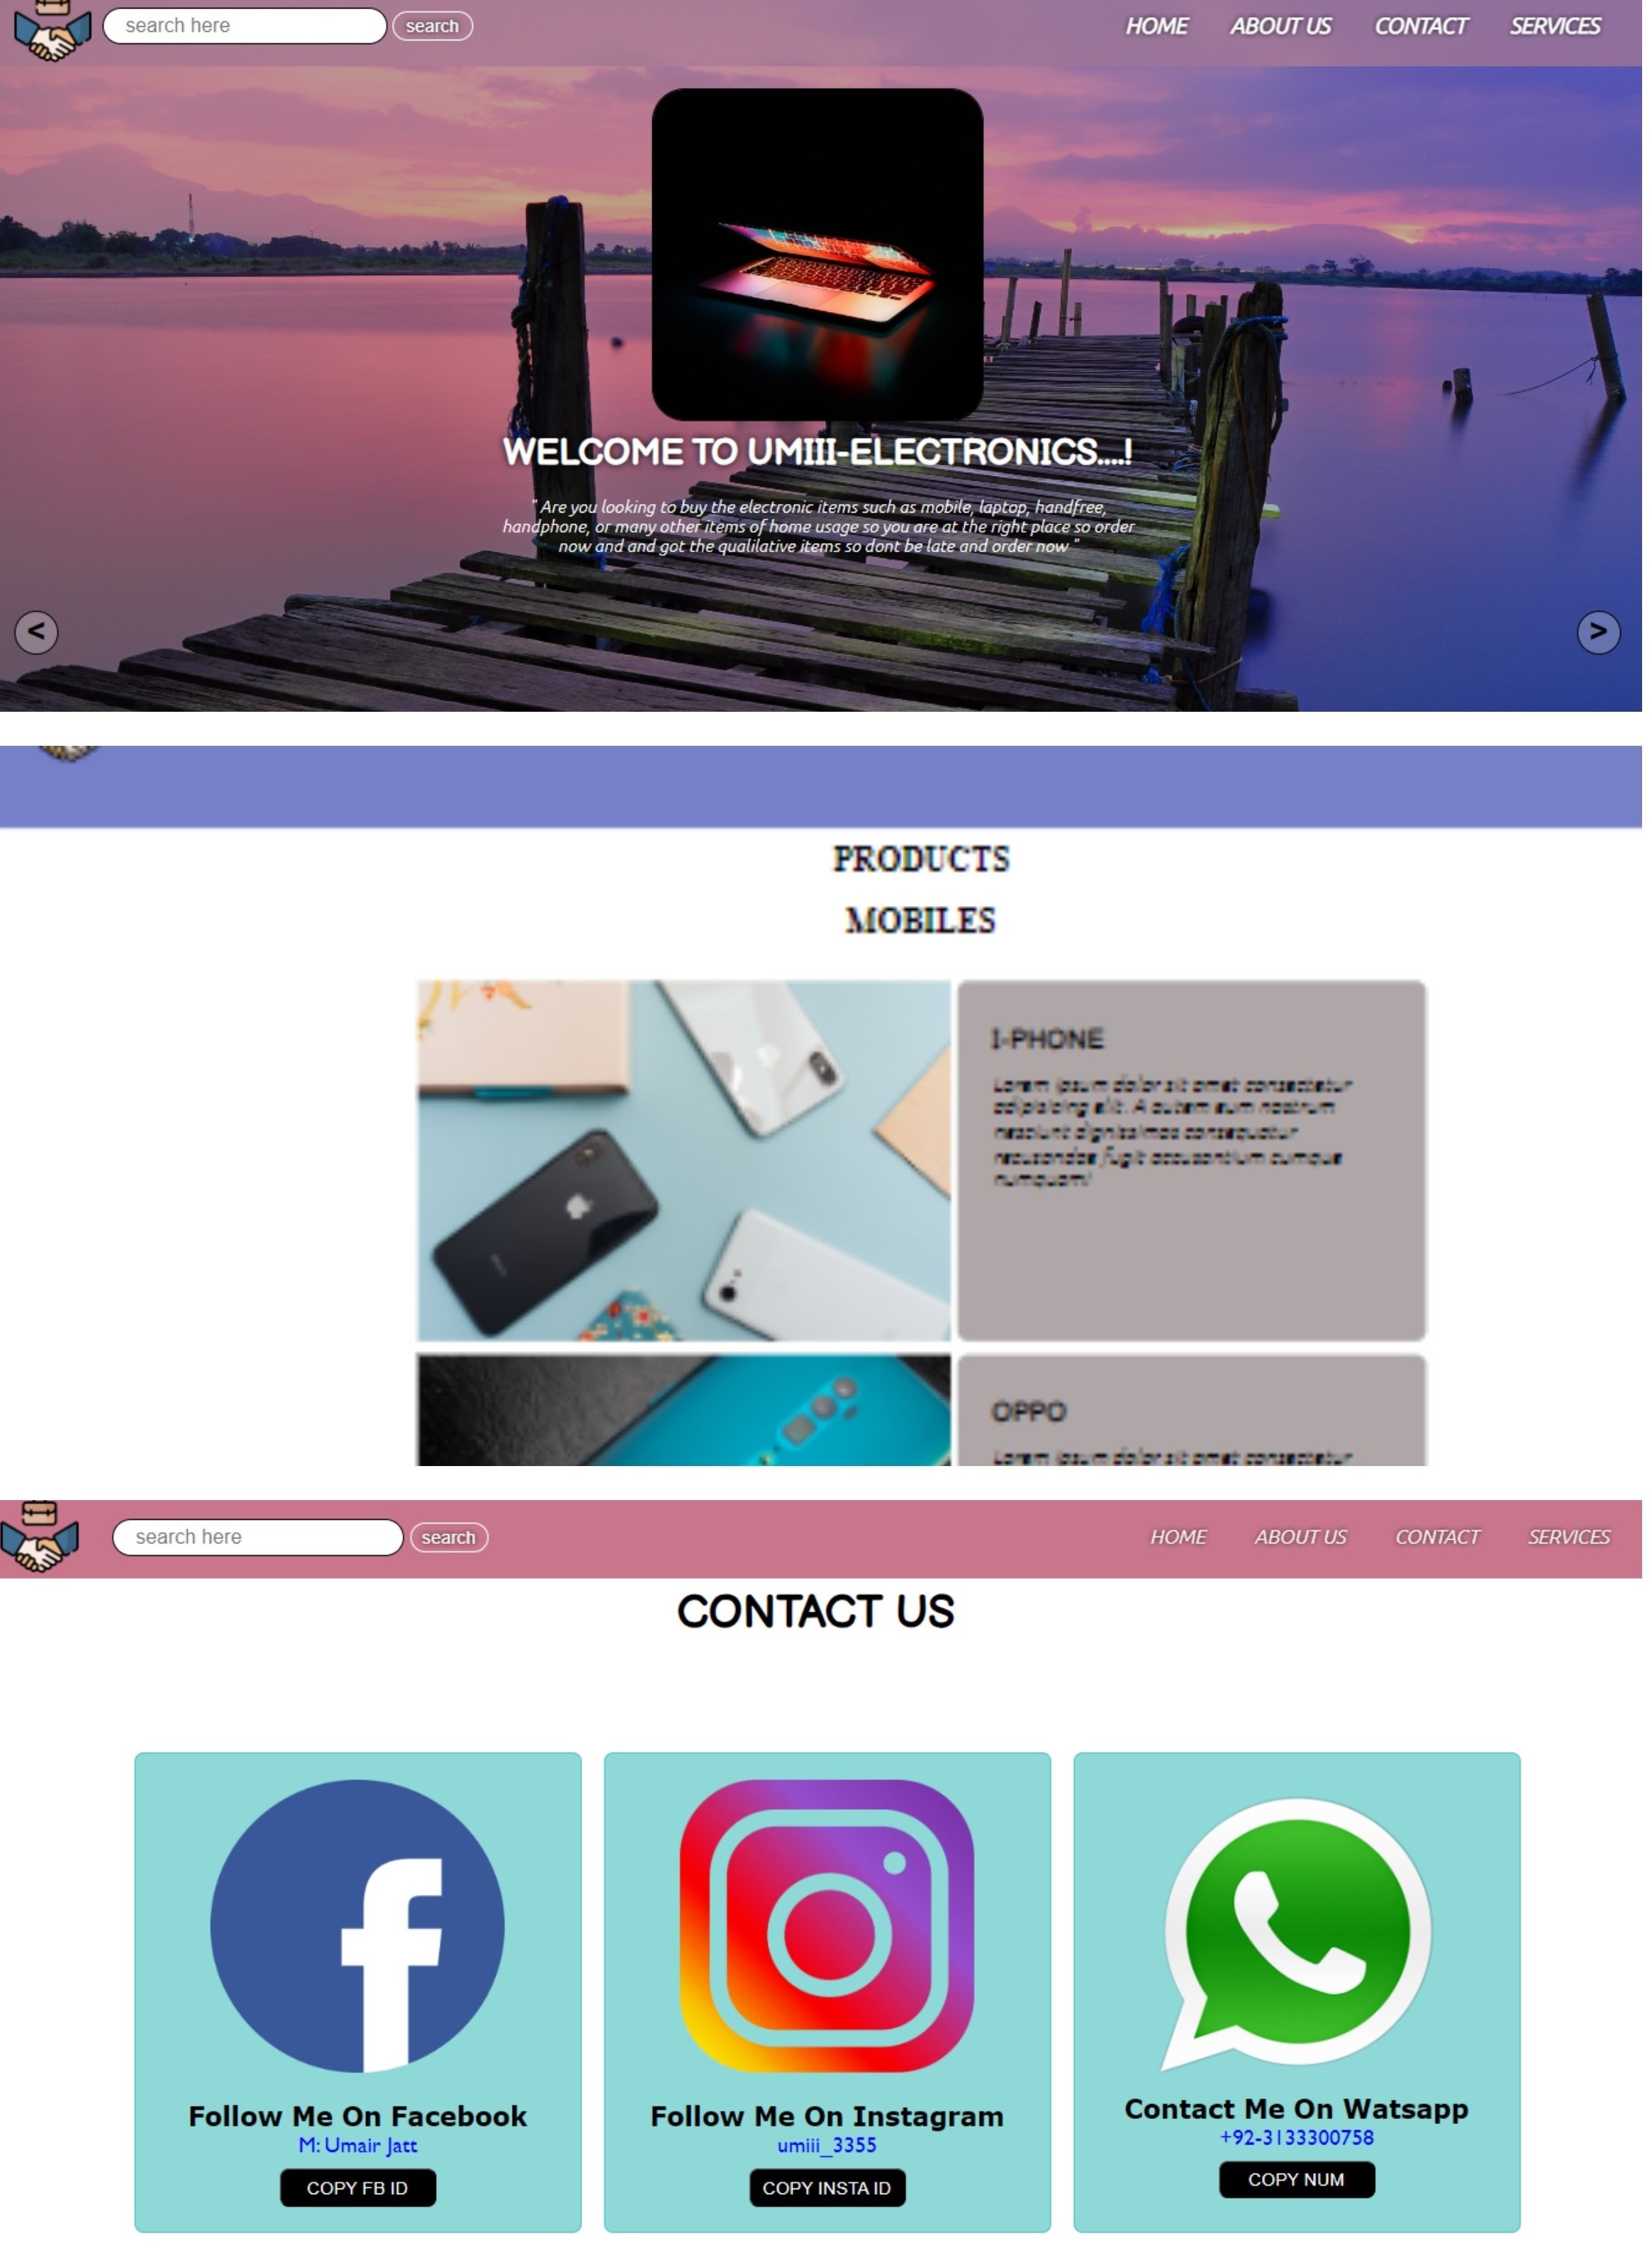 search here
search
HOME ABOUT US CONTACT SERVICES
WELCOME TO UMIII-ELECTRONICS....!
" Are you looking to buy the electronic items such as mobile, laptop, handfree,
handphone, or many other items of home usage so you are at the right place so order
now and and got the qualilative items so dont be late and order now "
<
>
PRODUCTS
MOBILES
I-PHONE
Lorem ipsum dolor sit amet consectetur
adipisicing elit. A autem eum nostrum
nesciunt dignissimos consequatur
recusandae fugit accusantium cumque
numquam!
OPPO
Lorem ipsum dolor sit amet consectetur
search here
search
HOME ABOUT US CONTACT SERVICES
CONTACT US
Follow Me On Facebook
M: Umair Jatt
COPY FB ID
Follow Me On Instagram
umiii_3355
COPY INSTA ID
Contact Me On Watsapp
+92-3133300758
COPY NUM